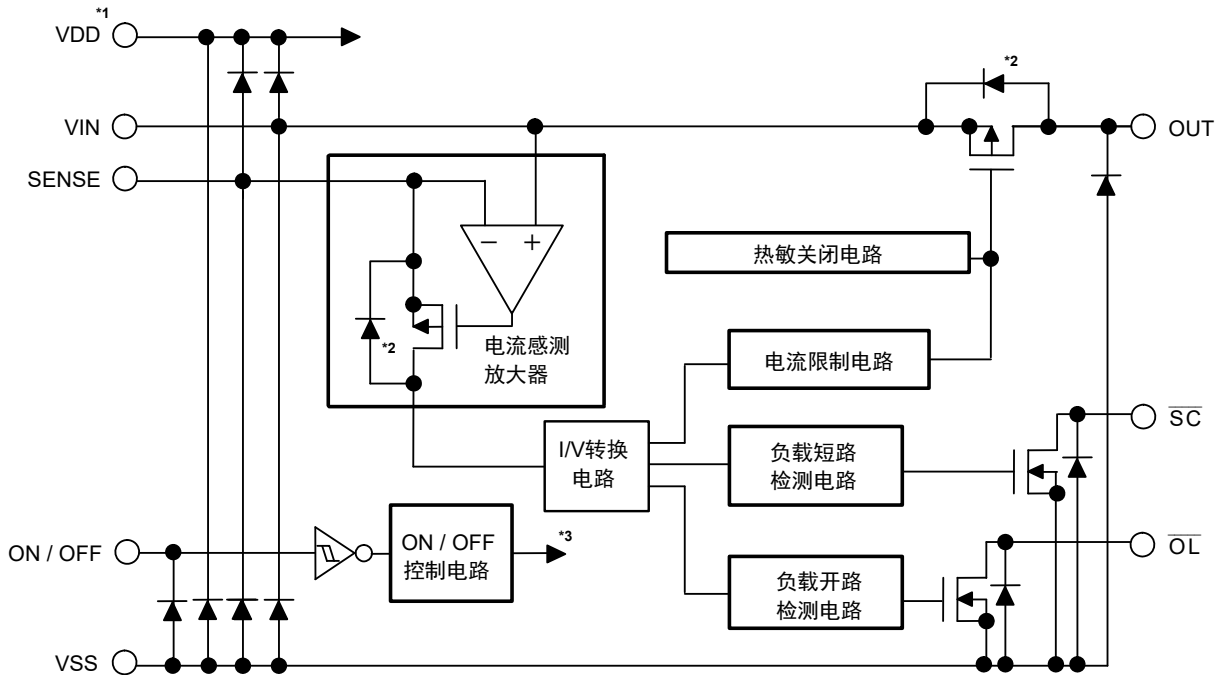 VDD *1
*2
VIN
OUT
SENSE
− +
热敏关闭电路
*2
电流感测
放大器
电流限制电路
SC
I/V转换
电路
负载短路
检测电路
ON / OFF
ON / OFF
控制电路
*3
OL
负载开路
检测电路
VSS